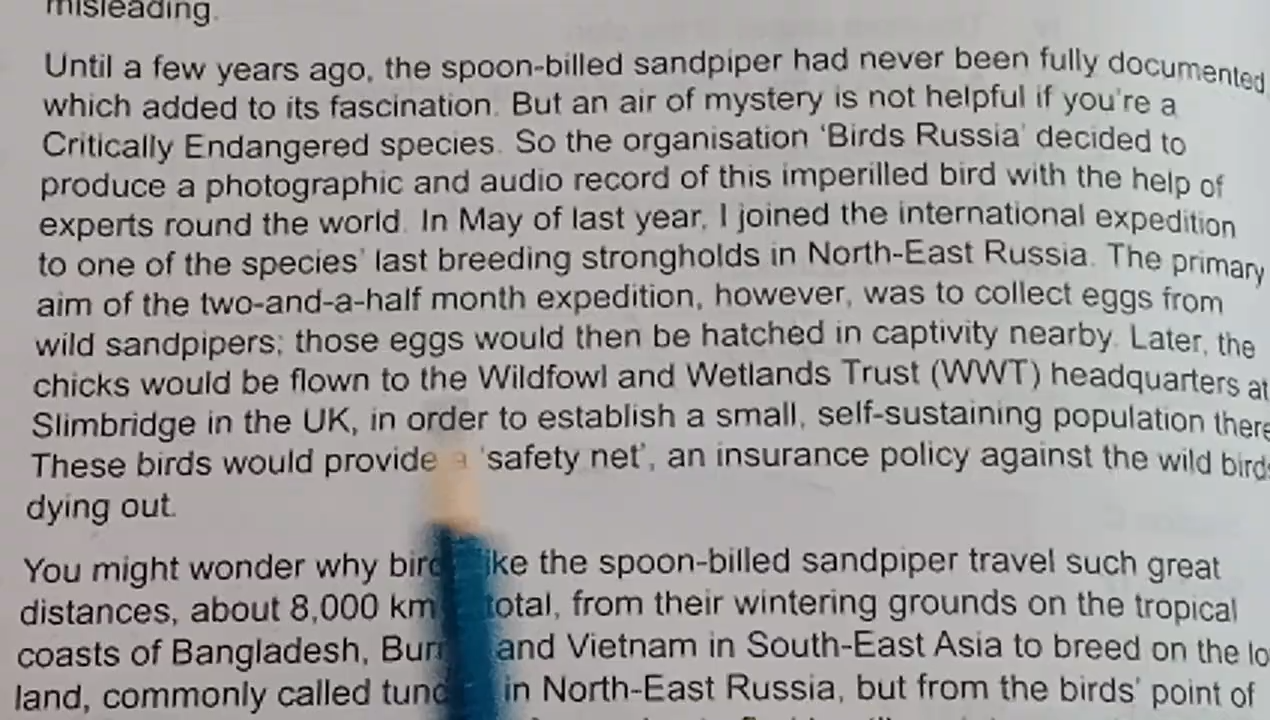 misleading.
Until a few years ago, the spoon-billed sandpiper had never been fully documented
which added to its fascination. But an air of mystery is not helpful if you're a
Critically Endangered species. So the organisation 'Birds Russia' decided to
produce a photographic and audio record of this imperilled bird with the help of
experts round the world. In May of last year, I joined the international expedition
to one of the species' last breeding strongholds in North-East Russia. The primary
aim of the two-and-a-half month expedition, however, was to collect eggs from
wild sandpipers; those eggs would then be hatched in captivity nearby. Later, the
chicks would be flown to the Wildfowl and Wetlands Trust (WWT) headquarters at
Slimbridge in the UK, in order to establish a small, self-sustaining population there
These birds would provide a 'safety net', an insurance policy against the wild bird
dying out.
You might wonder why the spoon-billed sandpiper travel such great
distances, about 8,000 km total, from their wintering grounds on the tropical
coasts of Bangladesh, and Vietnam in South-East Asia to breed on the
land, commonly called in North-East Russia, but from the birds' point of